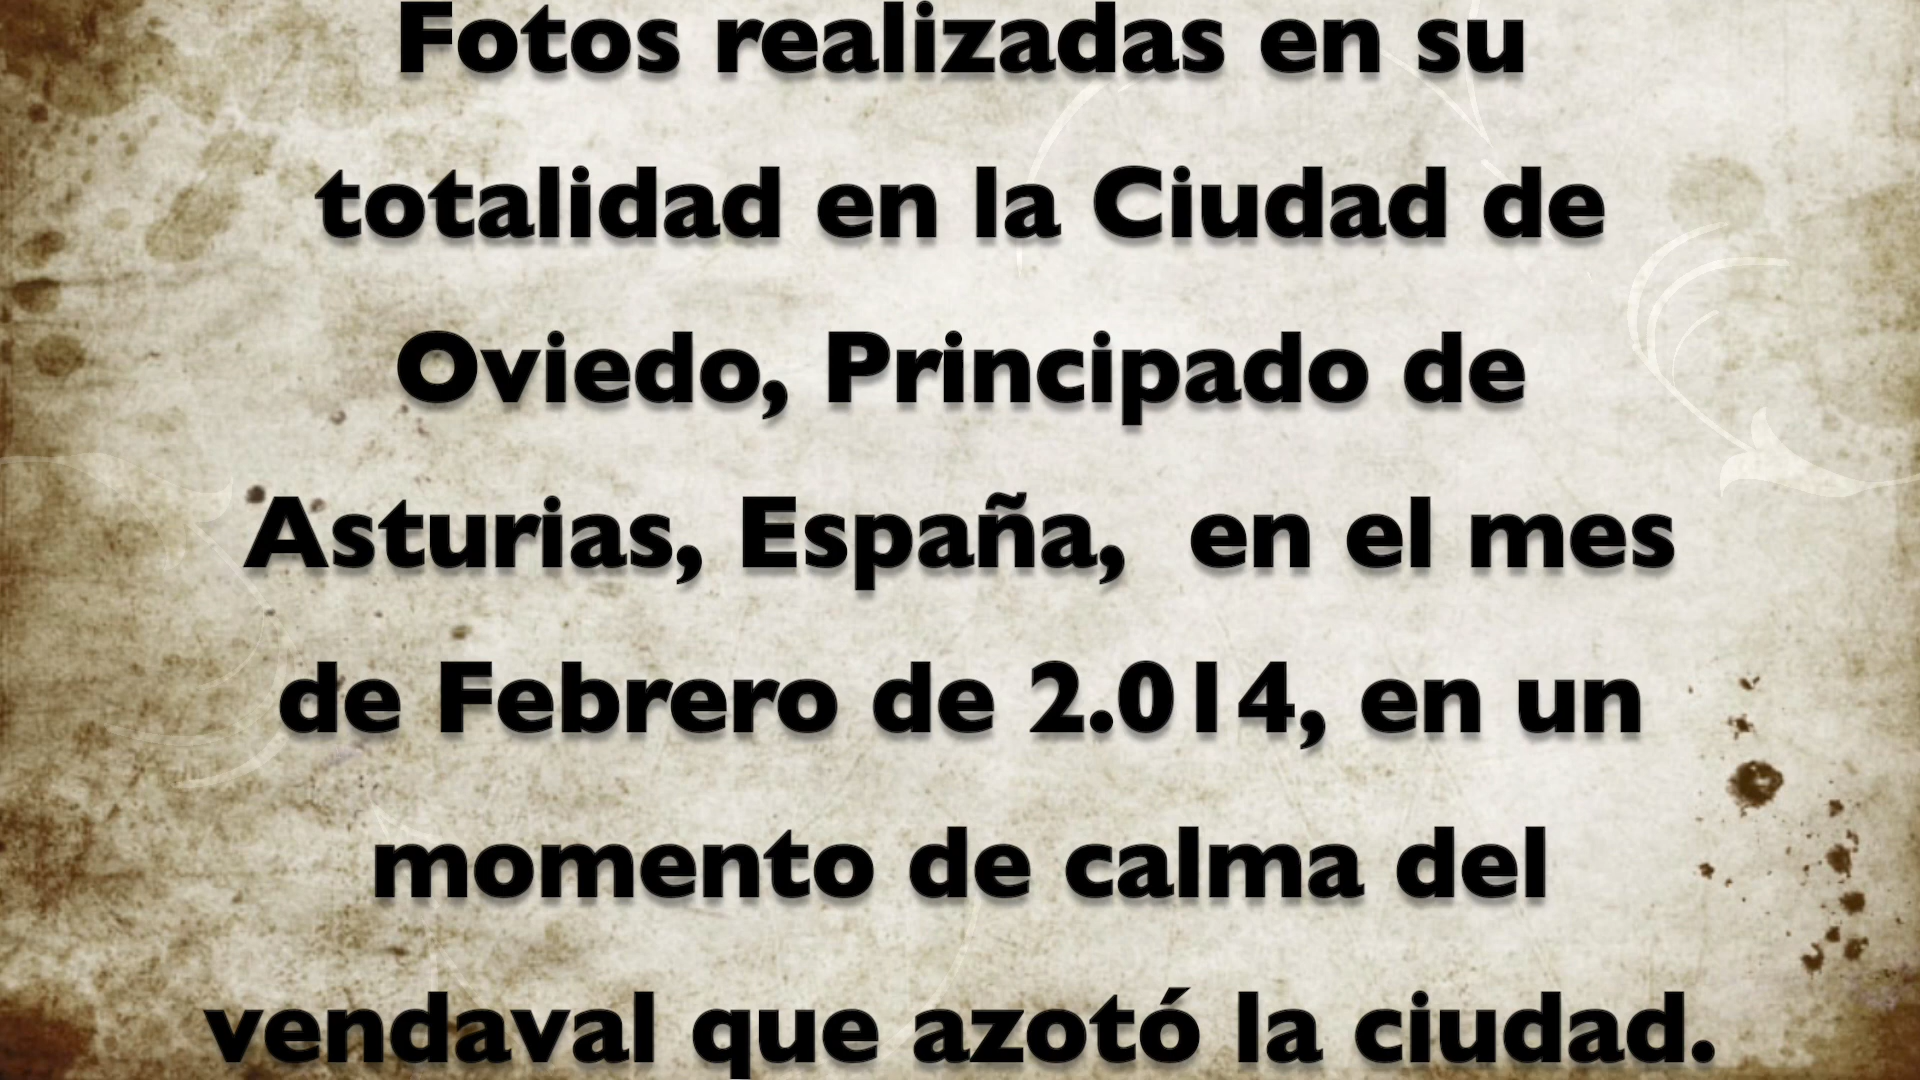 Fotos realizadas en su
totalidad en la Ciudad de
Oviedo, Principado de
Asturias, España,  en el mes
de Febrero de 2.014, en un
momento de calma del
vendaval que azotó la ciudad.